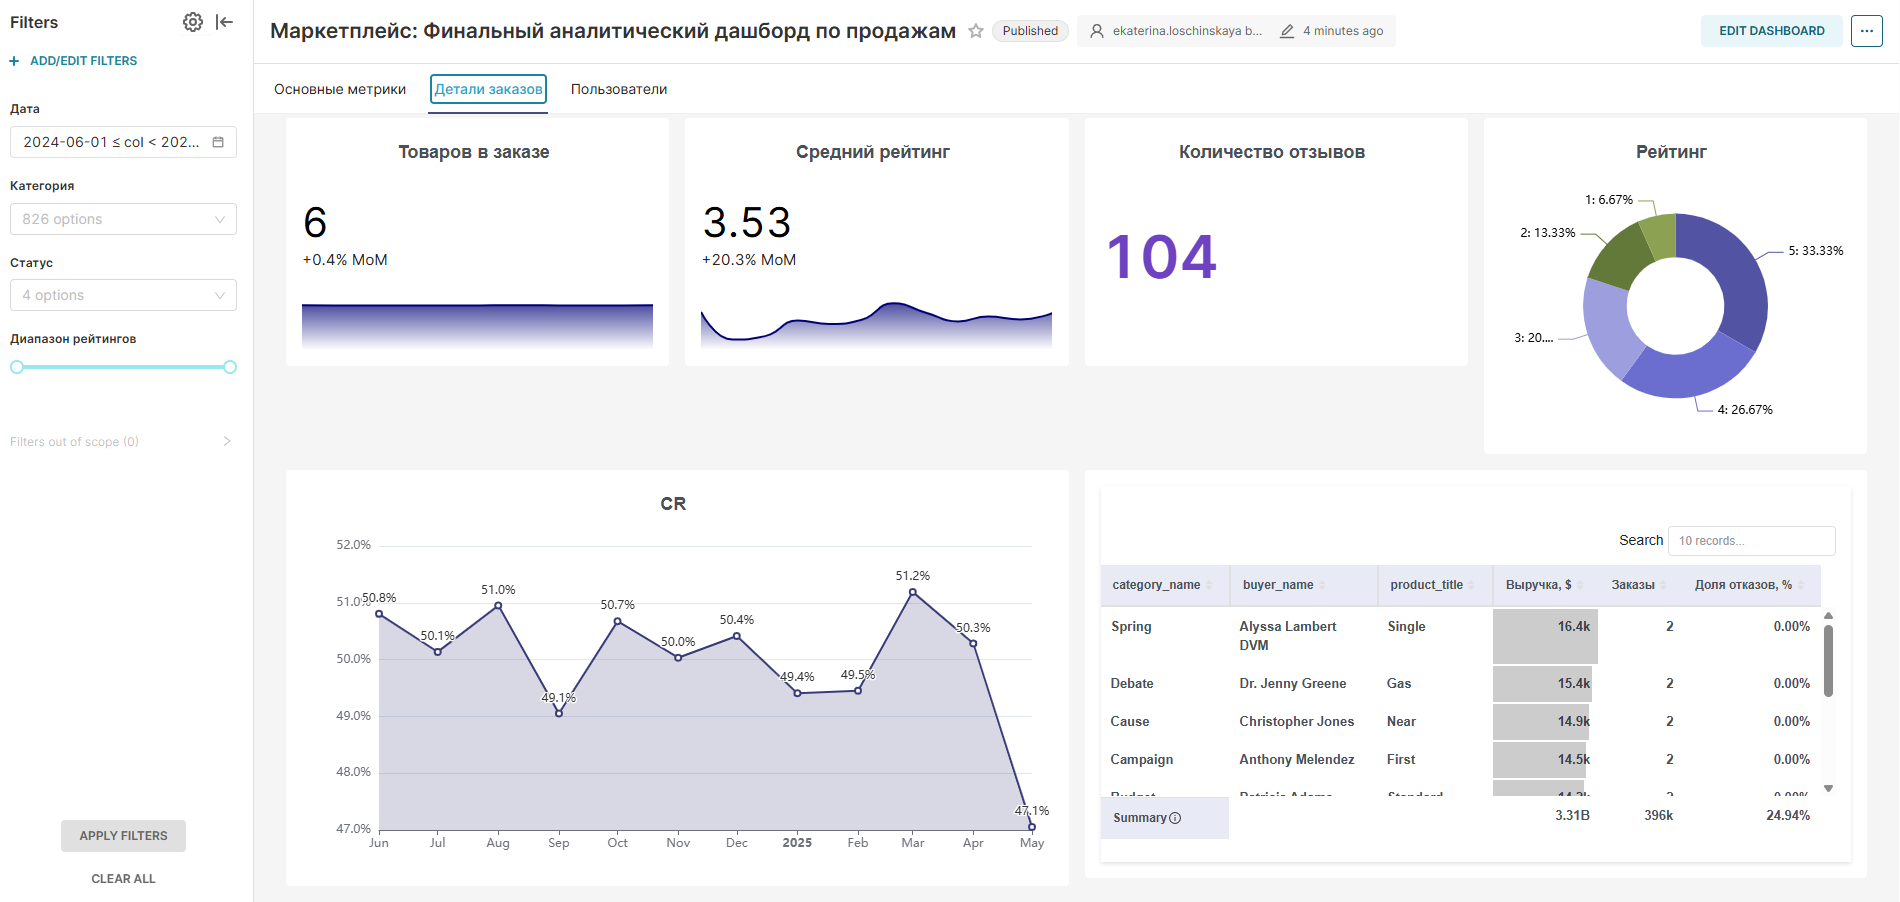 Filters
ADD/EDIT FILTERS
Дата
2024-06-01 ≤ col < 202...
Категория
826 options
Статус
4 options
Диапазон рейтингов
Filters out of scope (0)
APPLY FILTERS
CLEAR ALL
Маркетплейс: Финальный аналитический дашборд по продажам
Published
ekaterina.loschinskaya b...
4 minutes ago
EDIT DASHBOARD
Основные метрики
Детали заказов
Пользователи
Товаров в заказе
6
+0.4% MoM
Средний рейтинг
3.53
+20.3% MoM
Количество отзывов
104
Рейтинг
1: 6.67%
2: 13.33%
5: 33.33%
3: 20....
4: 26.67%
CR
52.0%
51.0%
50.0%
49.0%
48.0%
47.0%
50.8%
50.1%
51.0%
49.1%
50.7%
50.0%
50.4%
49.4%
49.5%
51.2%
50.3%
47.1%
Jun Jul Aug Sep Oct Nov Dec 2025 Feb Mar Apr May
Search 10 records...
category_name buyer_name product_title Выручка, $ Заказы Доля отказов, %
Spring Alyssa Lambert DVM Single 16.4k 2 0.00%
Debate Dr. Jenny Greene Gas 15.4k 2 0.00%
Cause Christopher Jones Near 14.9k 2 0.00%
Campaign Anthony Melendez First 14.5k 2 0.00%
Summary 3.31B 396k 24.94%